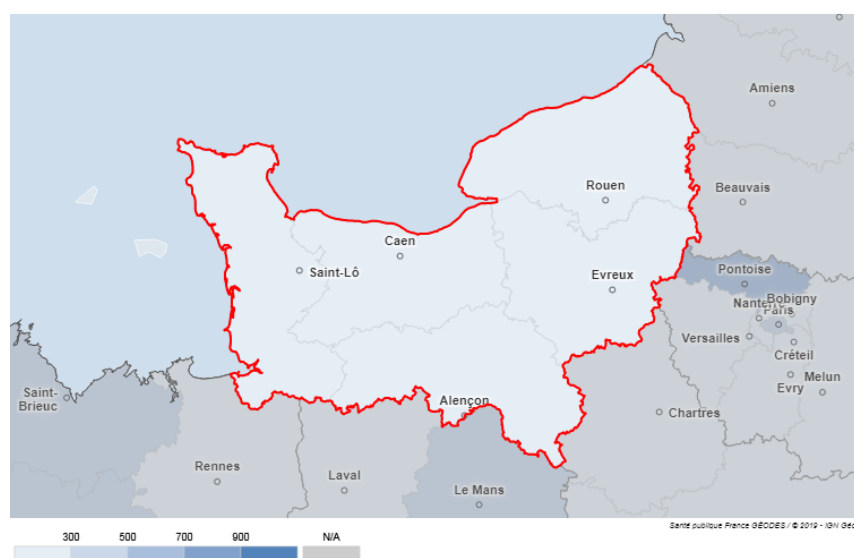 Amiens
Beauvais
Rouen
Caen
Saint-Lô
Evreux
Pontoise
Bobigny
Paris
Versailles
Créteil
Evry
Melun
Chartres
Alençon
Saint-
Brieuc
Rennes
Laval
Le Mans
Santé publique France GÉODES / © 2019 - IGN Géo
300 500 700 900 N/A